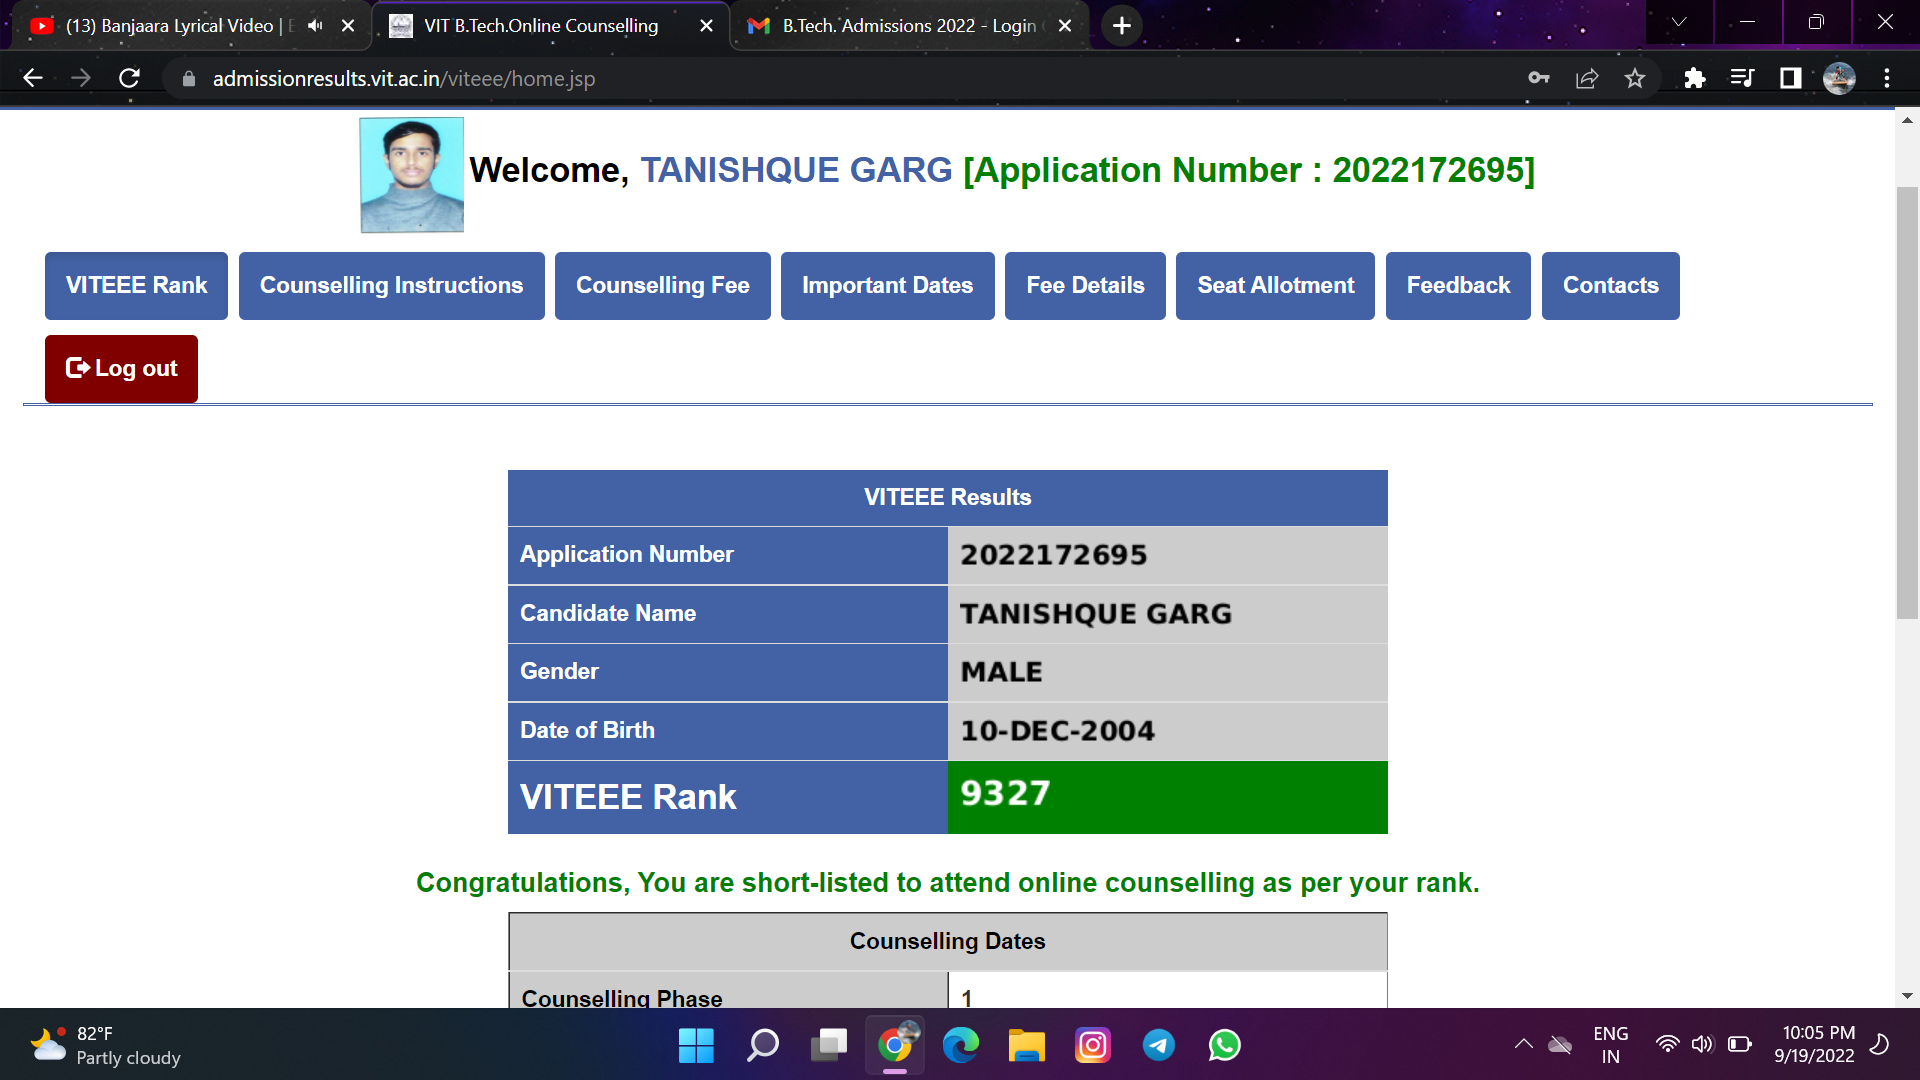 (13) Banjaara Lyrical Video |
VIT B.Tech.Online Counselling
B.Tech. Admissions 2022 - Login
admissionresults.vit.ac.in/viteee/home.jsp
Welcome, TANISHQUE GARG [Application Number : 2022172695]
VITEEE Rank
Counselling Instructions
Counselling Fee
Important Dates
Fee Details
Seat Allotment
Feedback
Contacts
Log out
VITEEE Results
Application Number 2022172695
Candidate Name TANISHQUE GARG
Gender MALE
Date of Birth 10-DEC-2004
VITEEE Rank 9327
Congratulations, You are short-listed to attend online counselling as per your rank.
Counselling Dates
Counselling Phase 1
82°F
Partly cloudy
ENG
IN
10:05 PM
9/19/2022